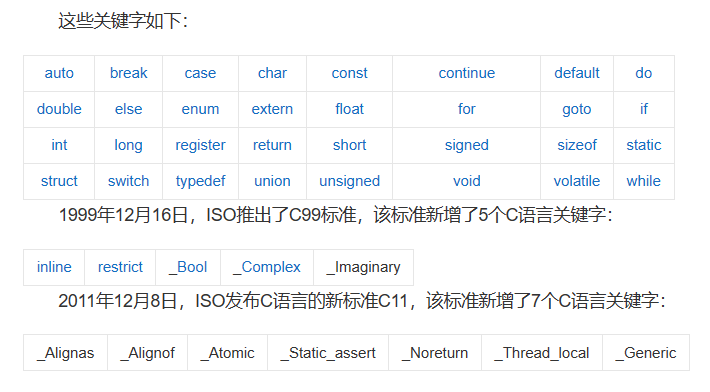 这些关键字如下：
auto break case char const continue default do
double else enum extern float for goto if
int long register return short signed sizeof static
struct switch typedef union unsigned void volatile while
1999年12月16日，ISO推出了C99标准，该标准新增了5个C语言关键字：
inline restrict _Bool _Complex _Imaginary
2011年12月8日，ISO发布C语言的新标准C11，该标准新增了7个C语言关键字：
_Alignas _Alignof _Atomic _Static_assert _Noreturn _Thread_local _Generic